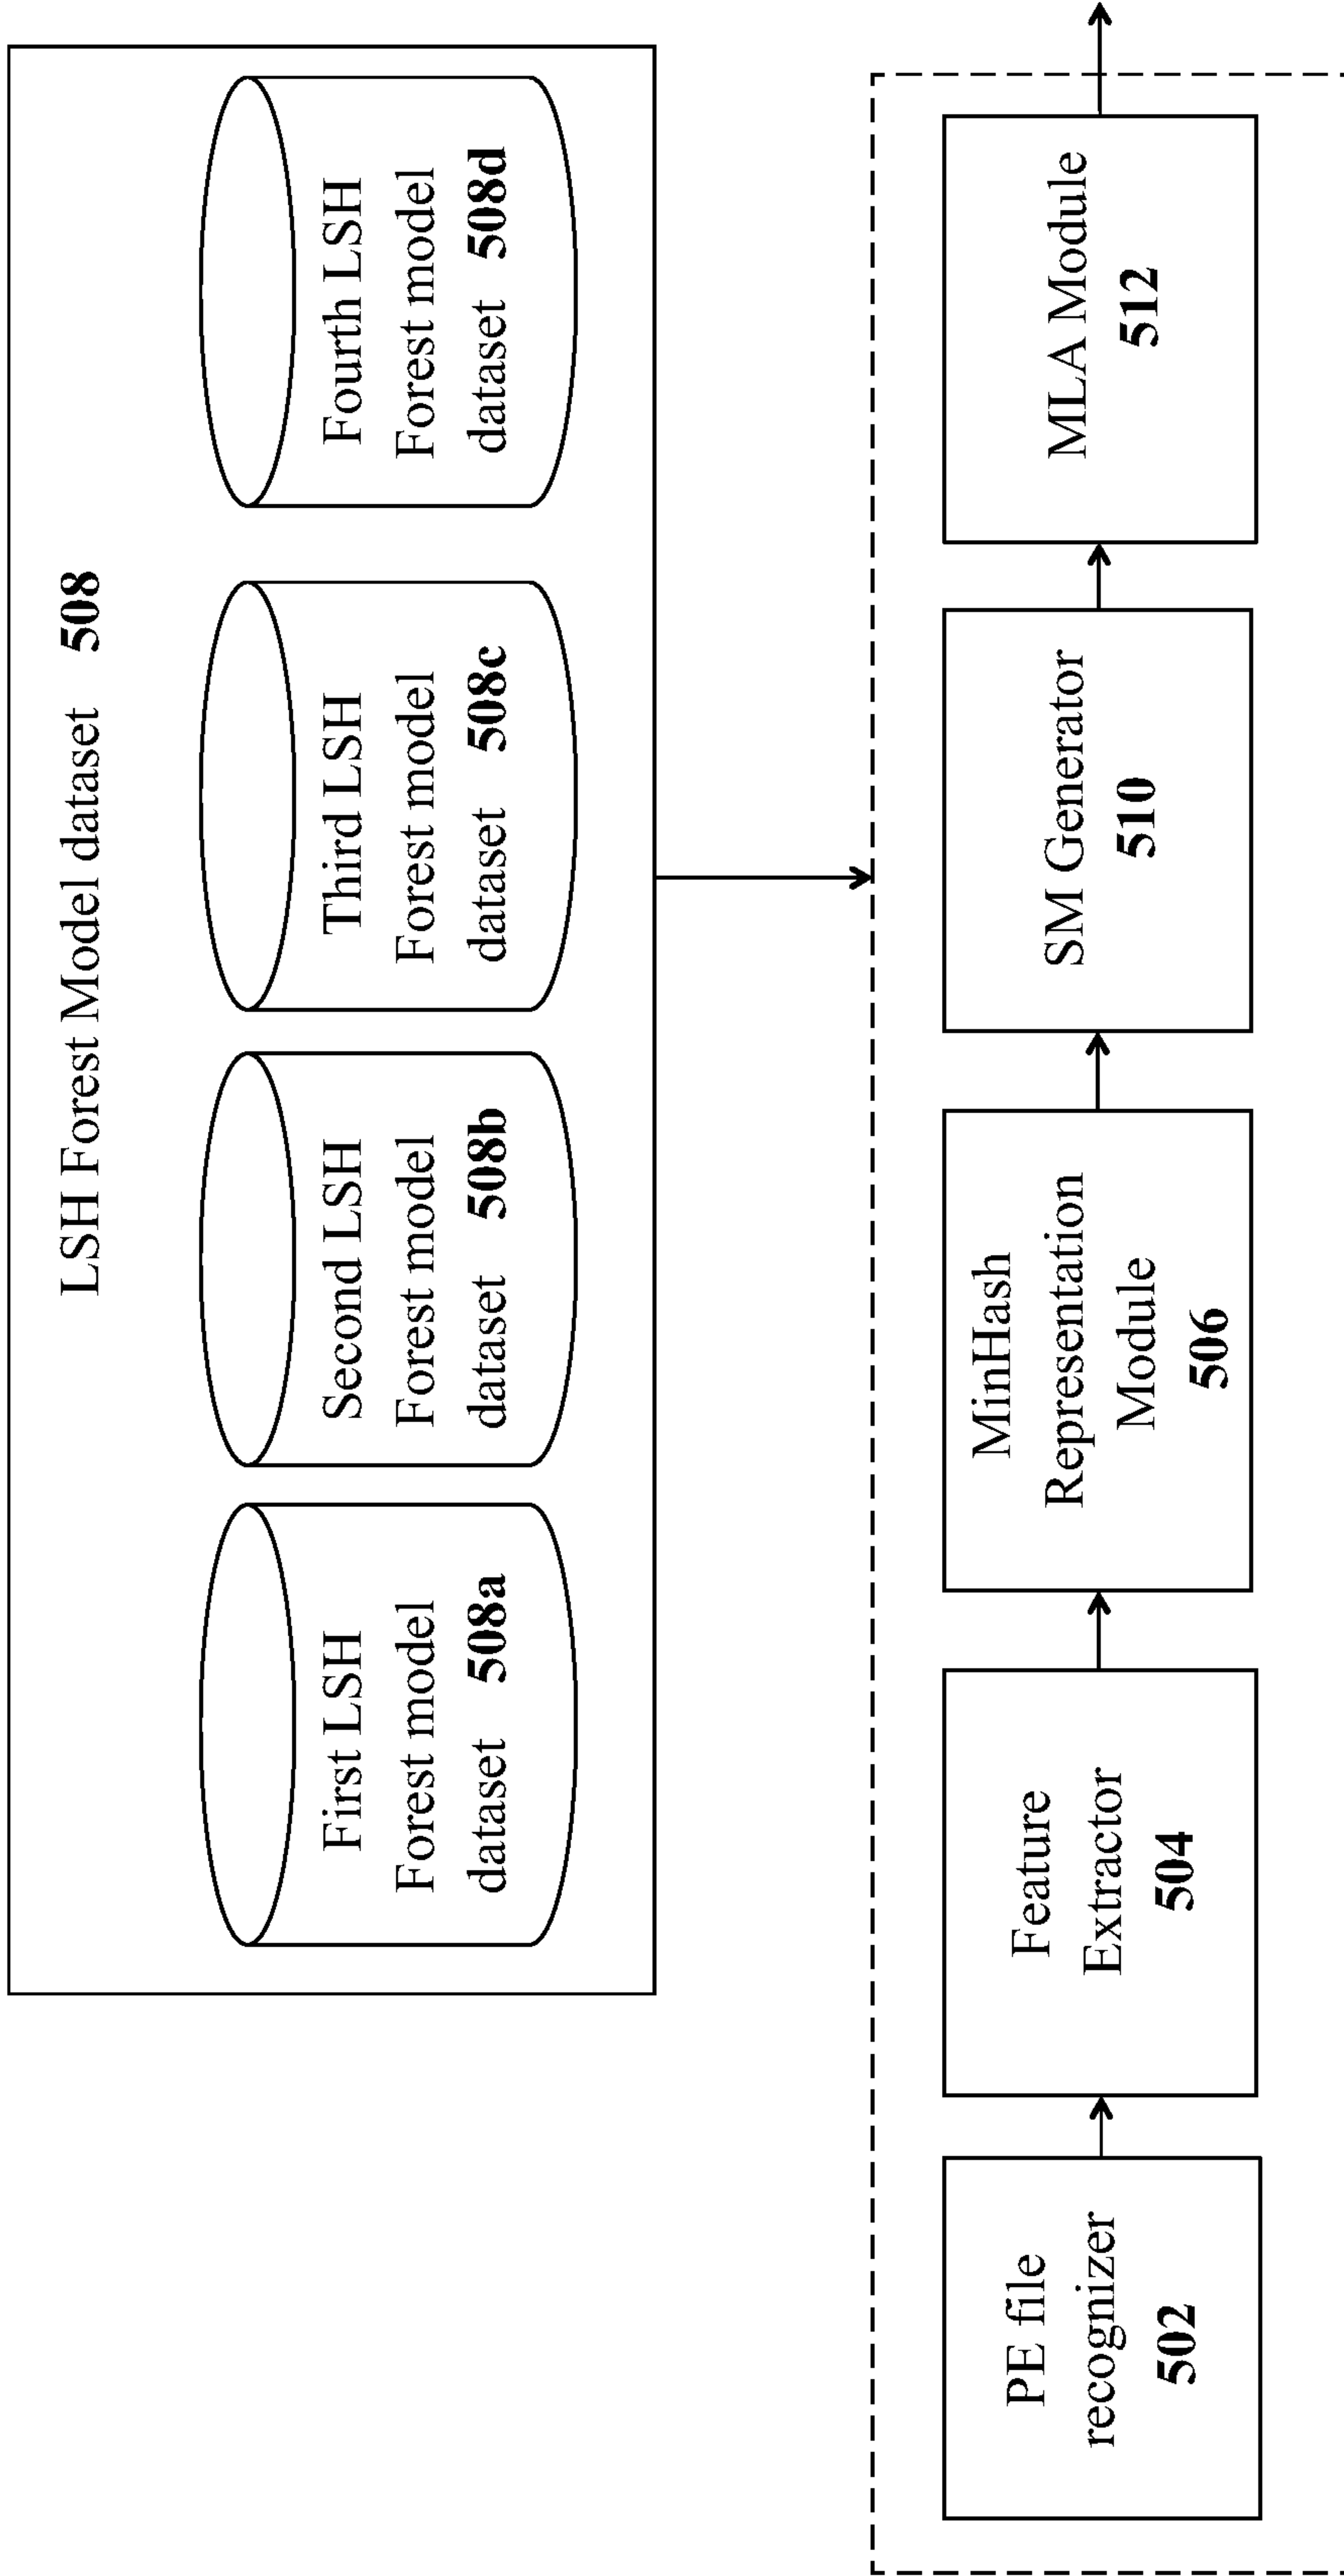 LSH Forest Model dataset 508
First LSH
Forest model
dataset 508a
Second LSH
Forest model
dataset 508b
Third LSH
Forest model
dataset 508c
Fourth LSH
Forest model
dataset 508d
PE file
recognizer
502
Feature
Extractor
504
MinHash
Representation
Module
506
SM Generator
510
MLA Module
512